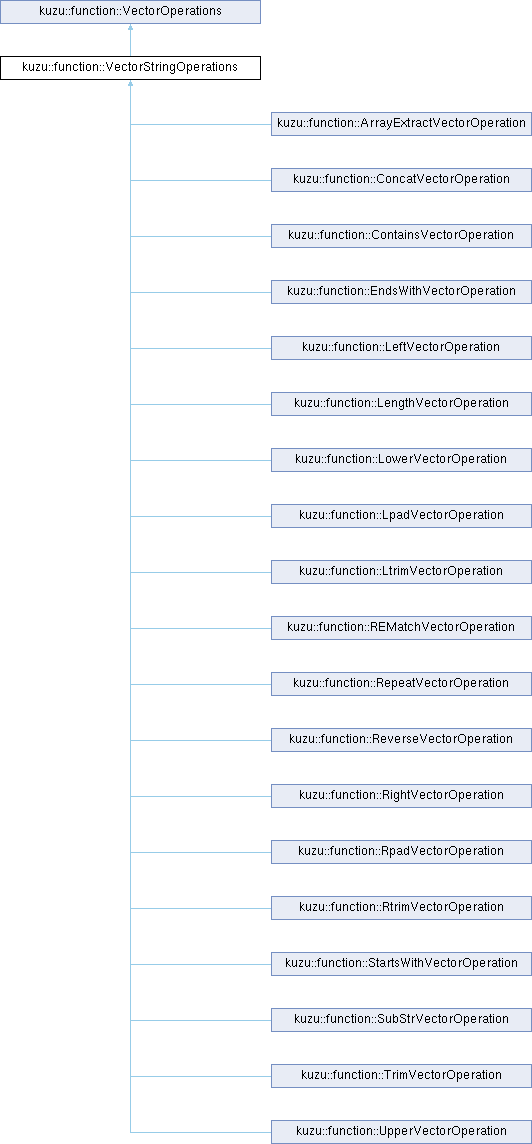 kuzu::function::VectorOperations
kuzu::function::VectorStringOperations
kuzu::function::ArrayExtractVectorOperation
kuzu::function::ConcatVectorOperation
kuzu::function::ContainsVectorOperation
kuzu::function::EndsWithVectorOperation
kuzu::function::LeftVectorOperation
kuzu::function::LengthVectorOperation
kuzu::function::LowerVectorOperation
kuzu::function::LpadVectorOperation
kuzu::function::LtrimVectorOperation
kuzu::function::REMatchVectorOperation
kuzu::function::RepeatVectorOperation
kuzu::function::ReverseVectorOperation
kuzu::function::RightVectorOperation
kuzu::function::RpadVectorOperation
kuzu::function::RtrimVectorOperation
kuzu::function::StartsWithVectorOperation
kuzu::function::SubStrVectorOperation
kuzu::function::TrimVectorOperation
kuzu::function::UpperVectorOperation